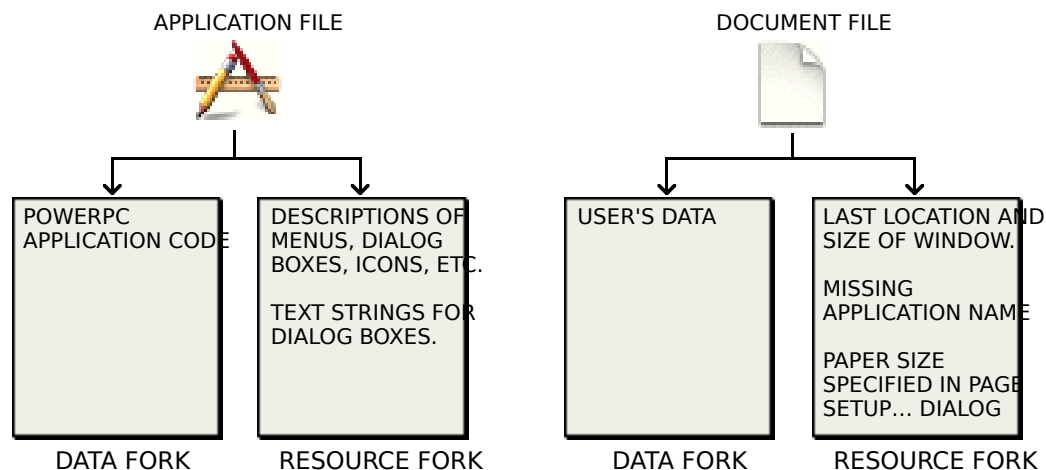 APPLICATION FILE
POWERPC
APPLICATION CODE
DATA FORK
DESCRIPTIONS OF
MENUS, DIALOG
BOXES, ICONS, ETC.
TEXT STRINGS FOR
DIALOG BOXES.
RESOURCE FORK
DOCUMENT FILE
USER'S DATA
DATA FORK
LAST LOCATION AND
SIZE OF WINDOW.
MISSING
APPLICATION NAME
PAPER SIZE
SPECIFIED IN PAGE
SETUP... DIALOG
RESOURCE FORK